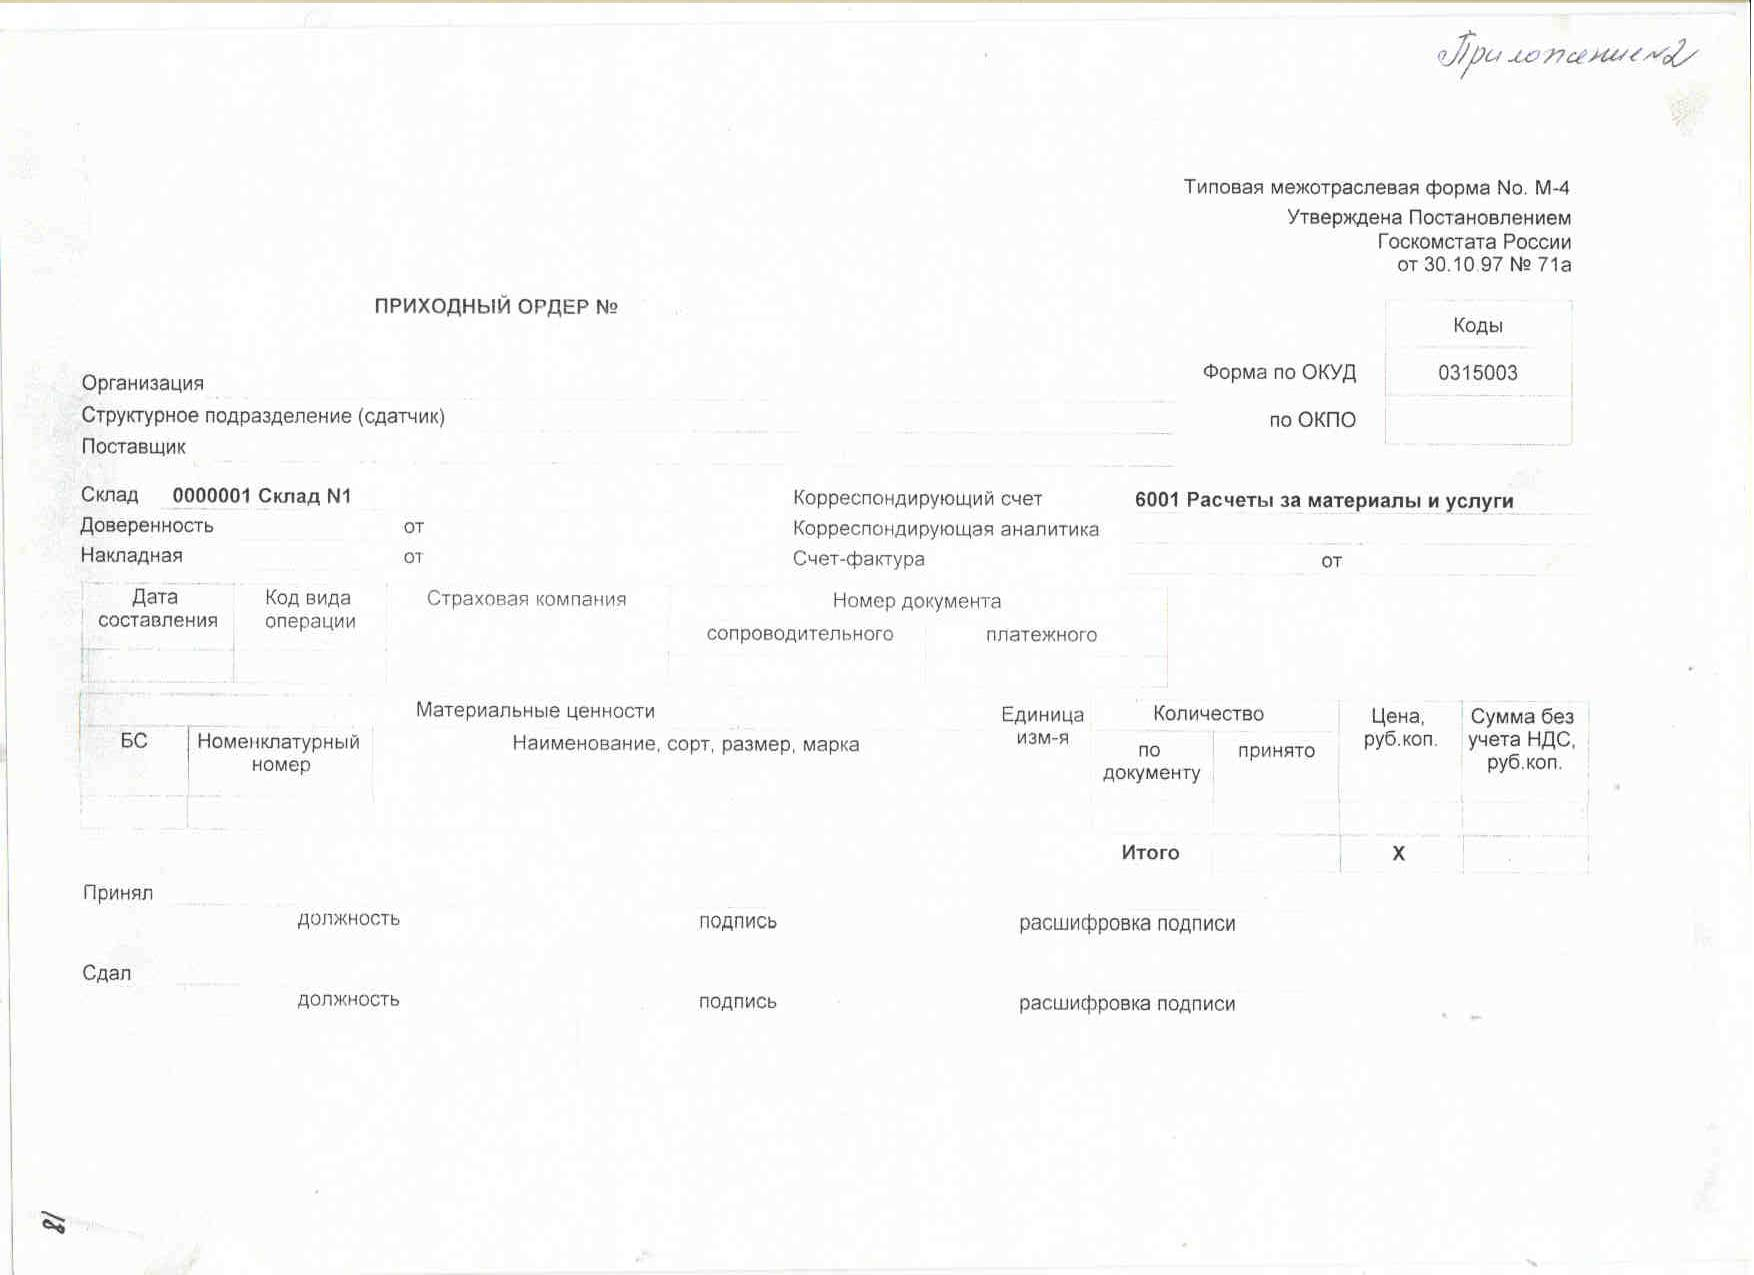 Приложение №2
Типовая межотраслевая форма No. М-4
Утверждена Постановлением
Госкомстата России
от 30.10.97 № 71а
ПРИХОДНЫЙ ОРДЕР №
Коды
Форма по ОКУД 0315003
Организация
по ОКПО
Структурное подразделение (сдатчик)
Поставщик
Склад 0000001 Склад N1 Корреспондирующий счет 6001 Расчеты за материалы и услуги
Доверенность от Корреспондирующая аналитика
Накладная от Счет-фактура от
Дата Код вида Страховая компания Номер документа
составления операции сопроводительного платежного
Материальные ценности Единица Количество Цена, Сумма без
БС Номенклатурный Наименование, сорт, размер, марка изм-я по принято руб.коп. учета НДС,
номер документу руб.коп.
Итого X
Принял
должность подпись расшифровка подписи
Сдал
должность подпись расшифровка подписи
18